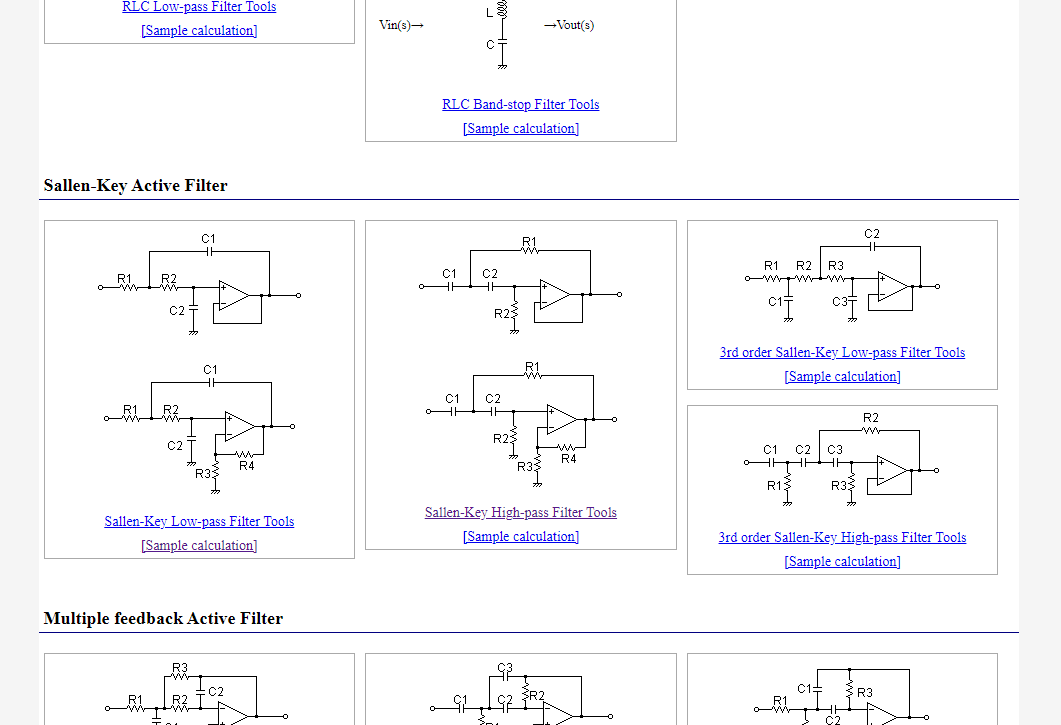 RLC Low-pass Filter Tools
[Sample calculation]
L
Vin(s)→
→Vout(s)
C
RLC Band-stop Filter Tools
[Sample calculation]
Sallen-Key Active Filter
C1
R1
R2
C2
C1
R1
R2
C2
R3
R4
Sallen-Key Low-pass Filter Tools
[Sample calculation]
R1
C1
C2
R2
R1
C1
C2
R2
R3
R4
Sallen-Key High-pass Filter Tools
[Sample calculation]
C2
R1
R2
R3
C1
C3
3rd order Sallen-Key Low-pass Filter Tools
[Sample calculation]
R2
C1
C2
C3
R1
R3
3rd order Sallen-Key High-pass Filter Tools
[Sample calculation]
Multiple feedback Active Filter
R3
C2
R1
R2
C3
R2
C1
C2
C1
R3
R1
C2